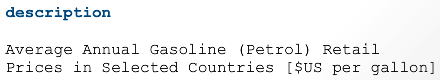 description
Average Annual Gasoline (Petrol) Retail
Prices in Selected Countries [$US per gallon]